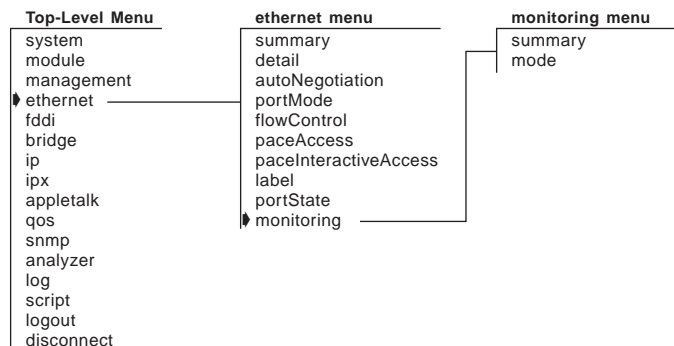 Top-Level Menu
system
module
management
ethernet
fddi
bridge
ip
ipx
appletalk
qos
snmp
analyzer
log
script
logout
disconnect
ethernet menu
summary
detail
autoNegotiation
portMode
flowControl
paceAccess
paceInteractiveAccess
label
portState
monitoring
monitoring menu
summary
mode